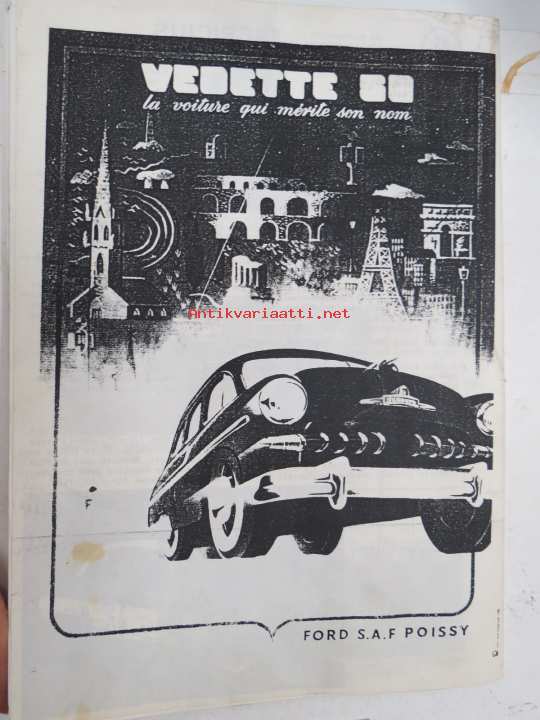 VEDETTE 50
la voiture qui mérite son nom
Antikvariaatti.net
F
FORD S.A.F POISSY